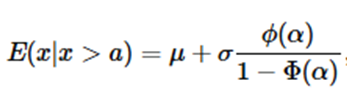 E(x|x > a) = μ + σ ϕ(α) / 1 − Φ(α) ,